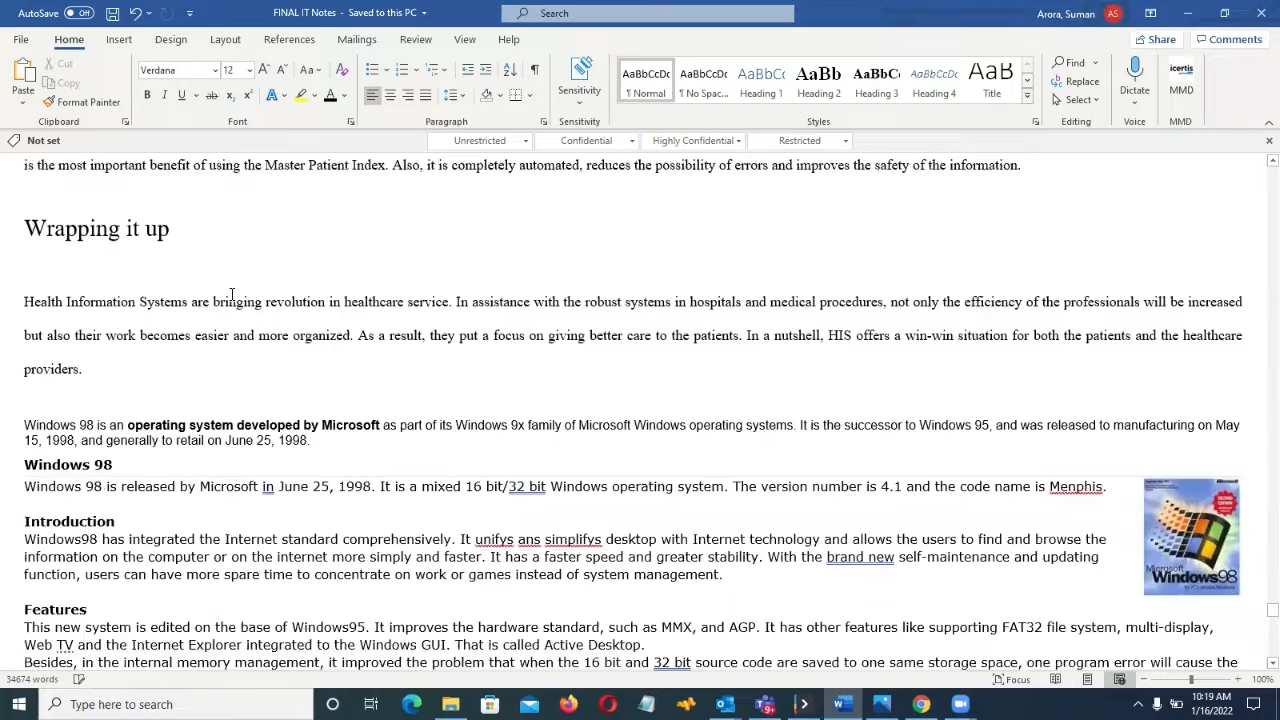 AutoSave Off FINAL iT Notes - Saved to this PC Search Arora, Suman AS
File Home Insert Design Layout References Mailings Review View Help Share Comments
Paste Cut Copy Format Painter Verdana 12 Aa Sensitivity AaBbCcDc AaBbCcDc AaBbCc AaBb AaBbC AaBbCcDc AaB Find Replace Select Dictate icertis MMD
B I U ab x A ¶ Normal ¶ No Spac... Heading 1 Heading 2 Heading 3 Heading 4 Title
Clipboard Font Paragraph Sensitivity Styles Editing Voice MMD
Not set Unrestricted Confidential Highly Confidential Restricted
is the most important benefit of using the Master Patient Index. Also, it is completely automated, reduces the possibility of errors and improves the safety of the information.
Wrapping it up
Health Information Systems are bringing revolution in healthcare service. In assistance with the robust systems in hospitals and medical procedures, not only the efficiency of the professionals will be increased
but also their work becomes easier and more organized. As a result, they put a focus on giving better care to the patients. In a nutshell, HIS offers a win-win situation for both the patients and the healthcare
providers.
Windows 98 is an operating system developed by Microsoft as part of its Windows 9x family of Microsoft Windows operating systems. It is the successor to Windows 95, and was released to manufacturing on May
15, 1998, and generally to retail on June 25, 1998.
Windows 98
Windows 98 is released by Microsoft in June 25, 1998. It is a mixed 16 bit/32 bit Windows operating system. The version number is 4.1 and the code name is Menphis.
Introduction
Windows98 has integrated the Internet standard comprehensively. It unifys ans simplifys desktop with Internet technology and allows the users to find and browse the
information on the computer or on the internet more simply and faster. It has a faster speed and greater stability. With the brand new self-maintenance and updating
function, users can have more spare time to concentrate on work or games instead of system management.
Microsoft Windows98
Features
This new system is edited on the base of Windows95. It improves the hardware standard, such as MMX, and AGP. It has other features like supporting FAT32 file system, multi-display,
Web TV and the Internet Explorer integrated to the Windows GUI. That is called Active Desktop.
Besides, in the internal memory management, it improved the problem that when the 16 bit and 32 bit source code are saved to one same storage space, one program error will cause the
34674 words Focus 100%
Type here to search 10:19 AM
1/16/2022